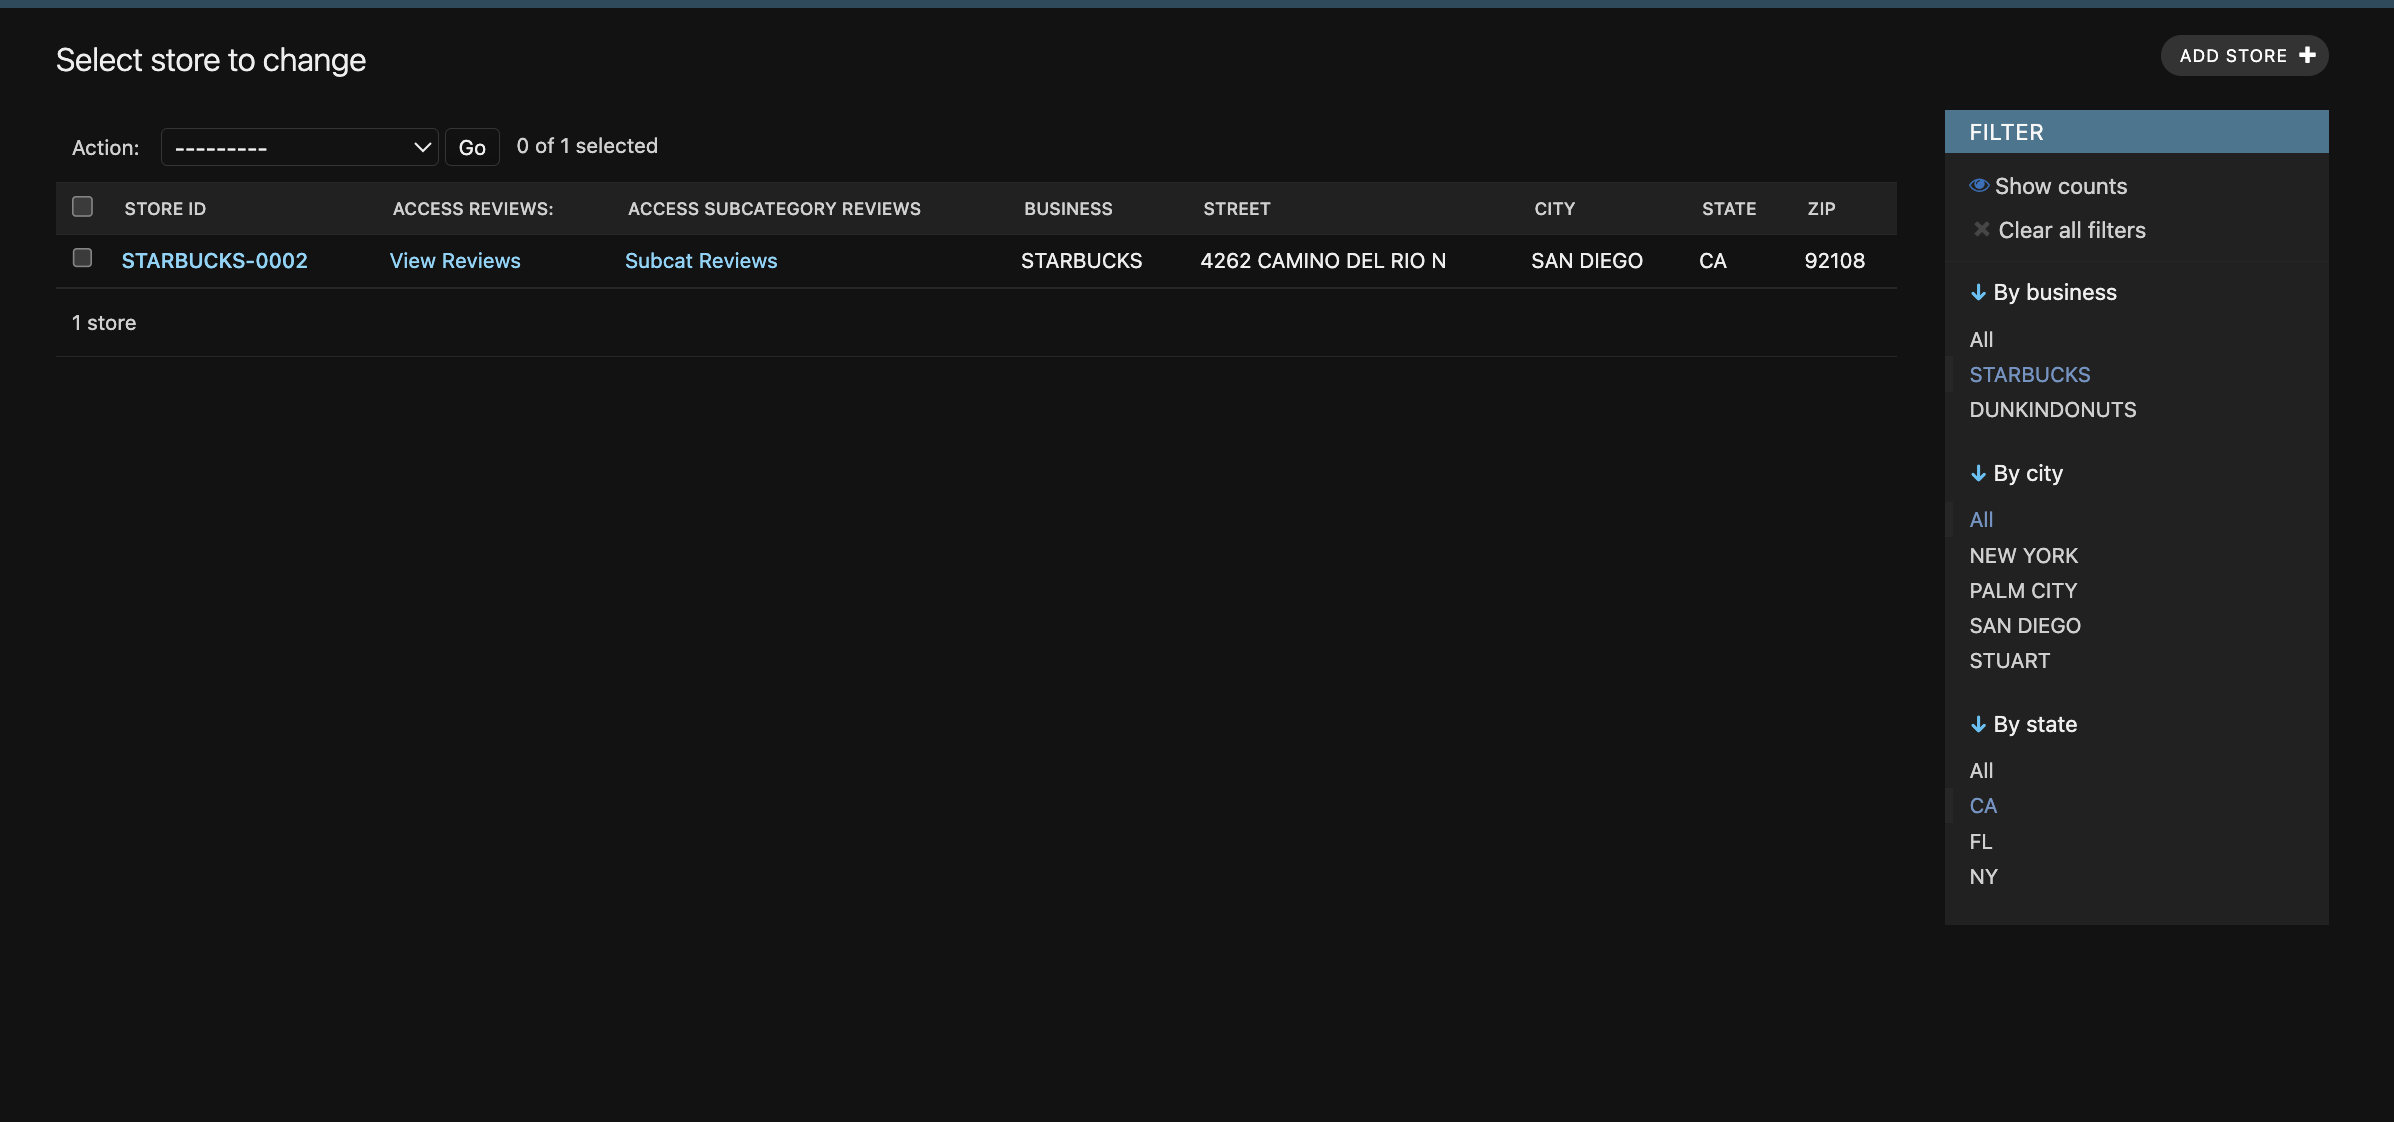 Select store to change
ADD STORE
Action: --------- Go 0 of 1 selected
STORE ID ACCESS REVIEWS: ACCESS SUBCATEGORY REVIEWS BUSINESS STREET CITY STATE ZIP
STARBUCKS-0002 View Reviews Subcat Reviews STARBUCKS 4262 CAMINO DEL RIO N SAN DIEGO CA 92108
1 store
FILTER
Show counts
Clear all filters
By business
All
STARBUCKS
DUNKINDONUTS
By city
All
NEW YORK
PALM CITY
SAN DIEGO
STUART
By state
All
CA
FL
NY